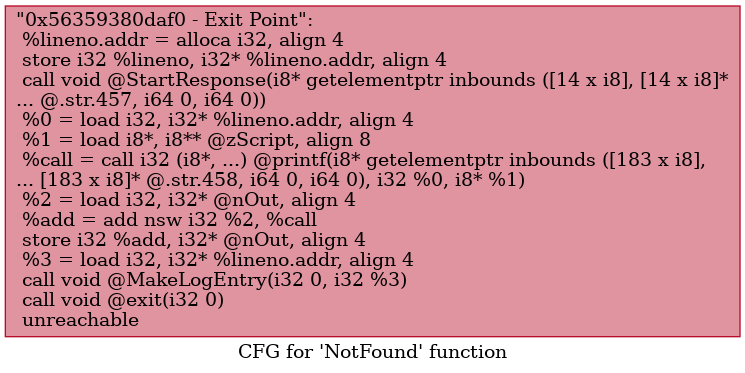 "0x56359380daf0 - Exit Point":
%lineno.addr = alloca i32, align 4
store i32 %lineno, i32* %lineno.addr, align 4
call void @StartResponse(i8* getelementptr inbounds ([14 x i8], [14 x i8]*
... @.str.457, i64 0, i64 0))
%0 = load i32, i32* %lineno.addr, align 4
%1 = load i8*, i8** @zScript, align 8
%call = call i32 (i8*, ...) @printf(i8* getelementptr inbounds ([183 x i8],
... [183 x i8]* @.str.458, i64 0, i64 0), i32 %0, i8* %1)
%2 = load i32, i32* @nOut, align 4
%add = add nsw i32 %2, %call
store i32 %add, i32* @nOut, align 4
%3 = load i32, i32* %lineno.addr, align 4
call void @MakeLogEntry(i32 0, i32 %3)
call void @exit(i32 0)
unreachable
CFG for 'NotFound' function